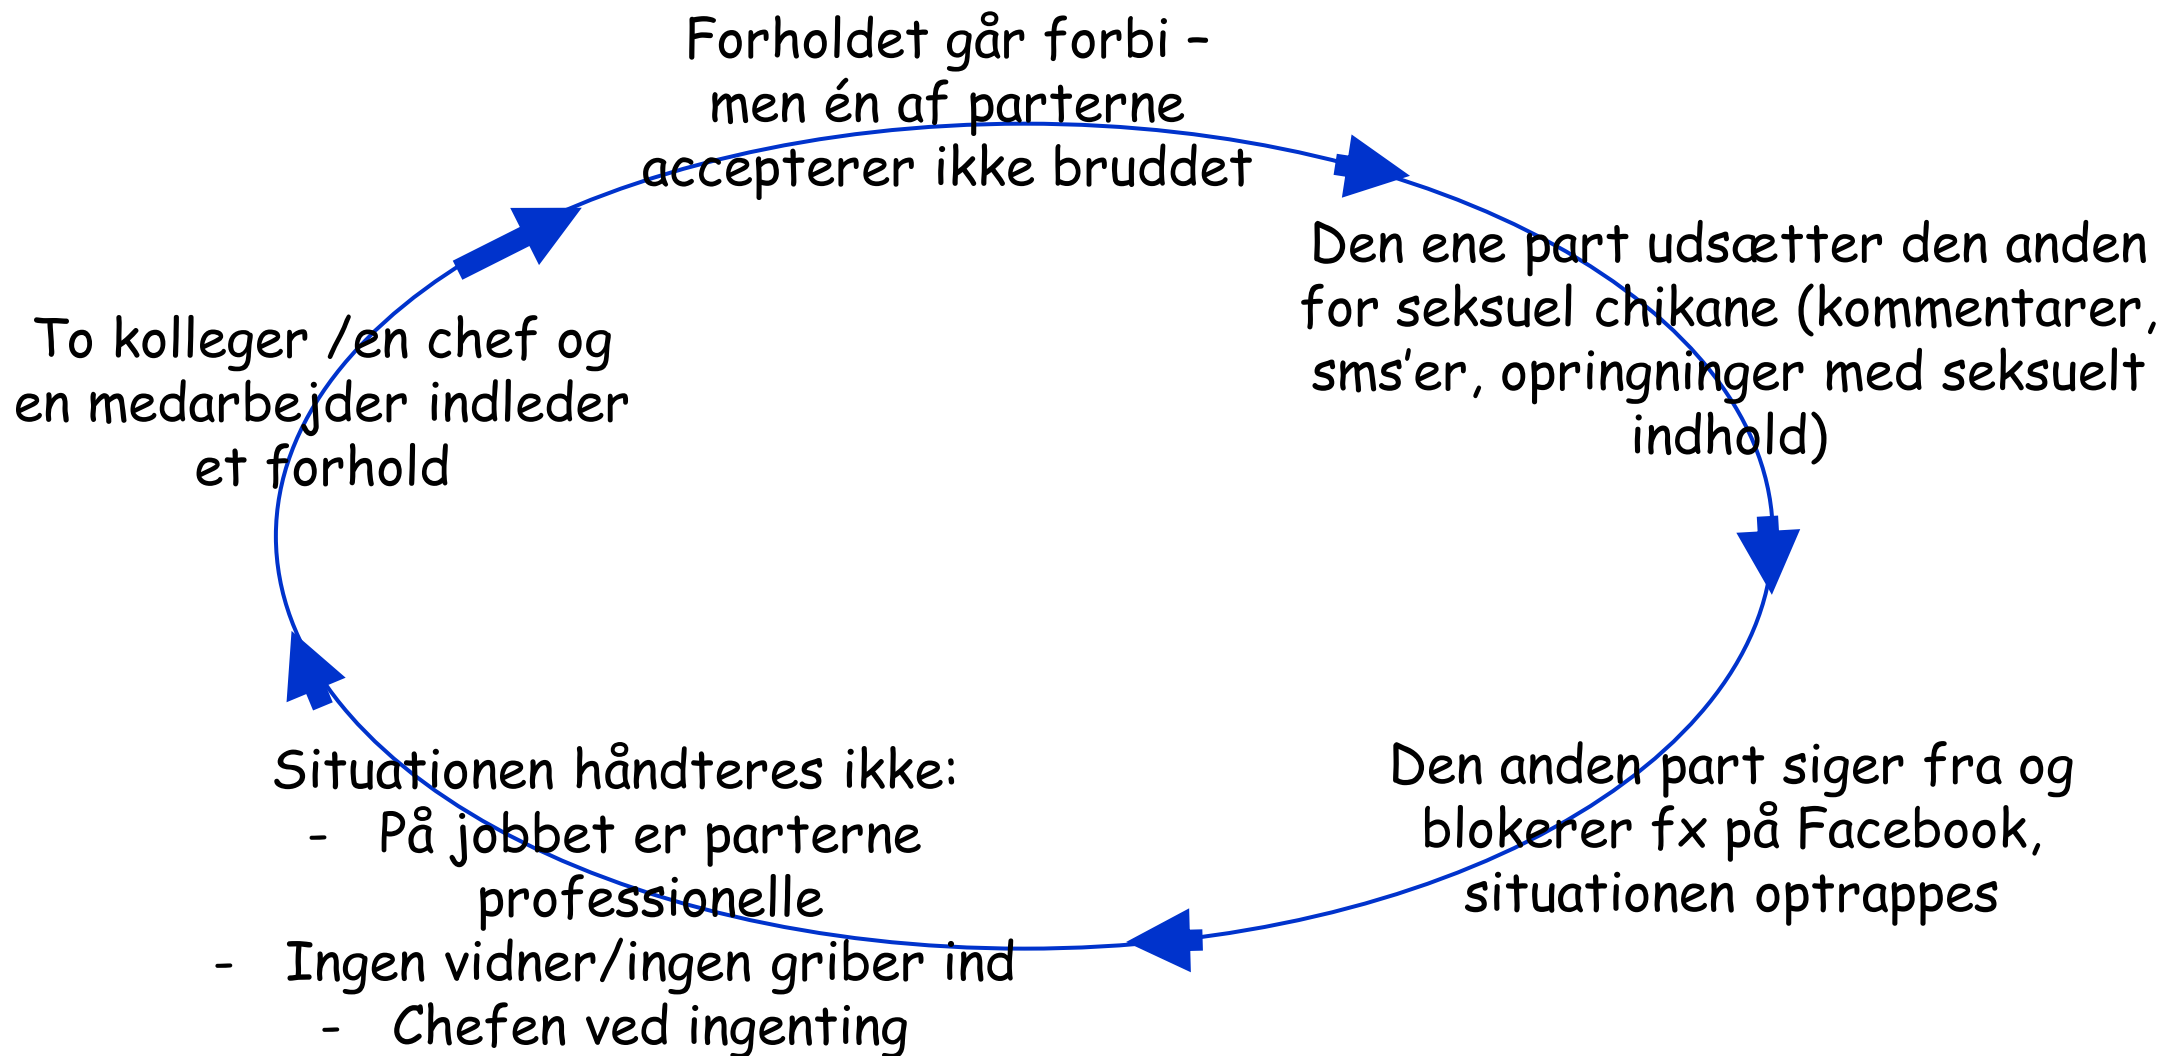 Forholdet går forbi –
men én af parterne
accepterer ikke bruddet
Den ene part udsætter den anden
for seksuel chikane (kommentarer,
sms’er, opringninger med seksuelt
indhold)
To kolleger /en chef og
en medarbejder indleder
et forhold
Den anden part siger fra og
blokerer fx på Facebook,
situationen optrappes
Situationen håndteres ikke:
- På jobbet er parterne
professionelle
- Ingen vidner/ingen griber ind
- Chefen ved ingenting